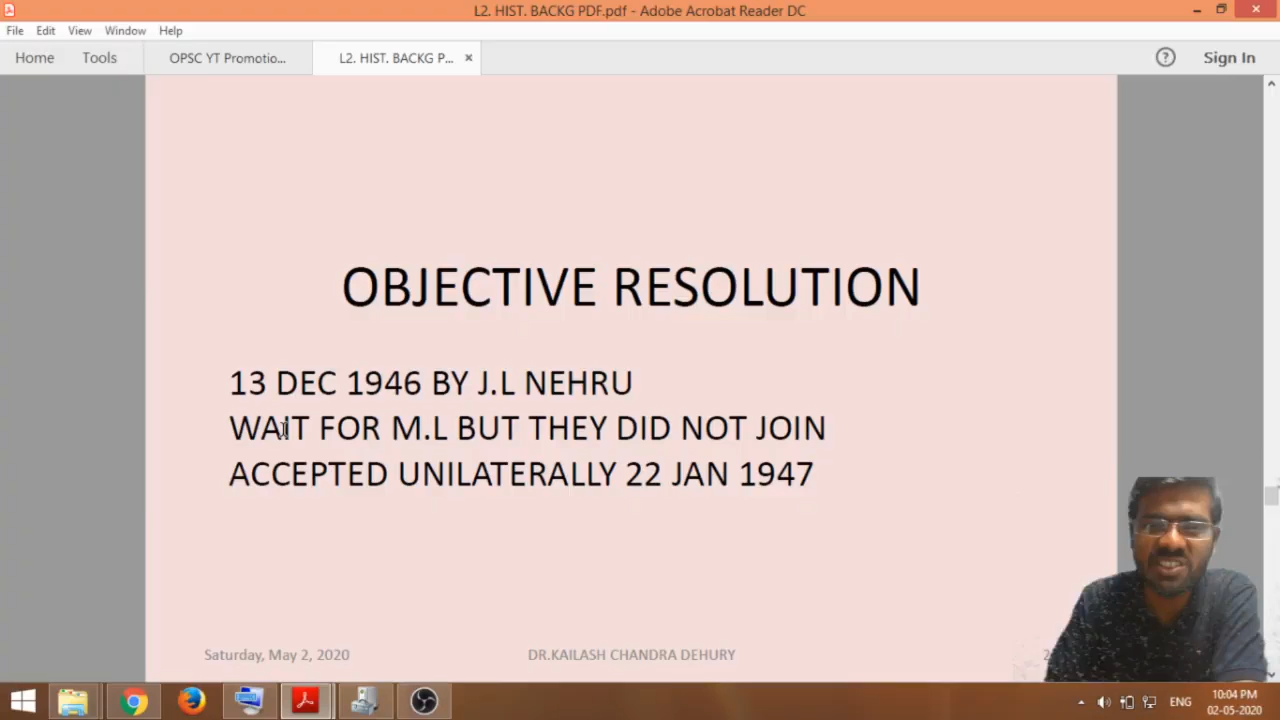 L2. HIST. BACKG PDF.pdf - Adobe Acrobat Reader DC
File Edit View Window Help
Home Tools OPSC YT Promotio... L2. HIST. BACKG P... × ? Sign In
OBJECTIVE RESOLUTION
13 DEC 1946 BY J.L NEHRU
WAIT FOR M.L BUT THEY DID NOT JOIN
ACCEPTED UNILATERALLY 22 JAN 1947
Saturday, May 2, 2020 DR.KAILASH CHANDRA DEHURY
ENG 10:04 PM
02-05-2020